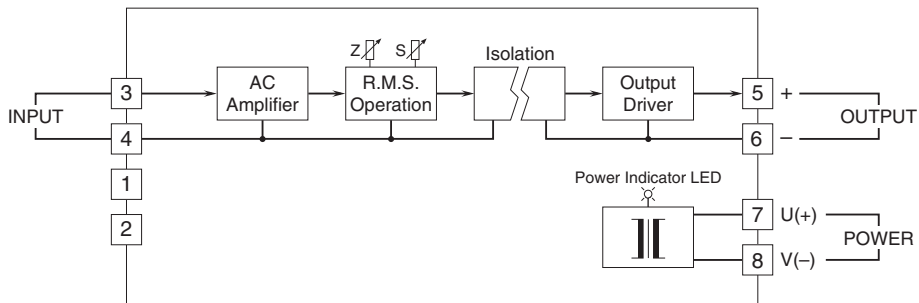 Z
S
Isolation
3
AC
Amplifier
R.M.S.
Operation
Output
Driver
5
+
INPUT
OUTPUT
4
6
–
1
2
Power Indicator LED
7
U(+)
POWER
8
V(–)